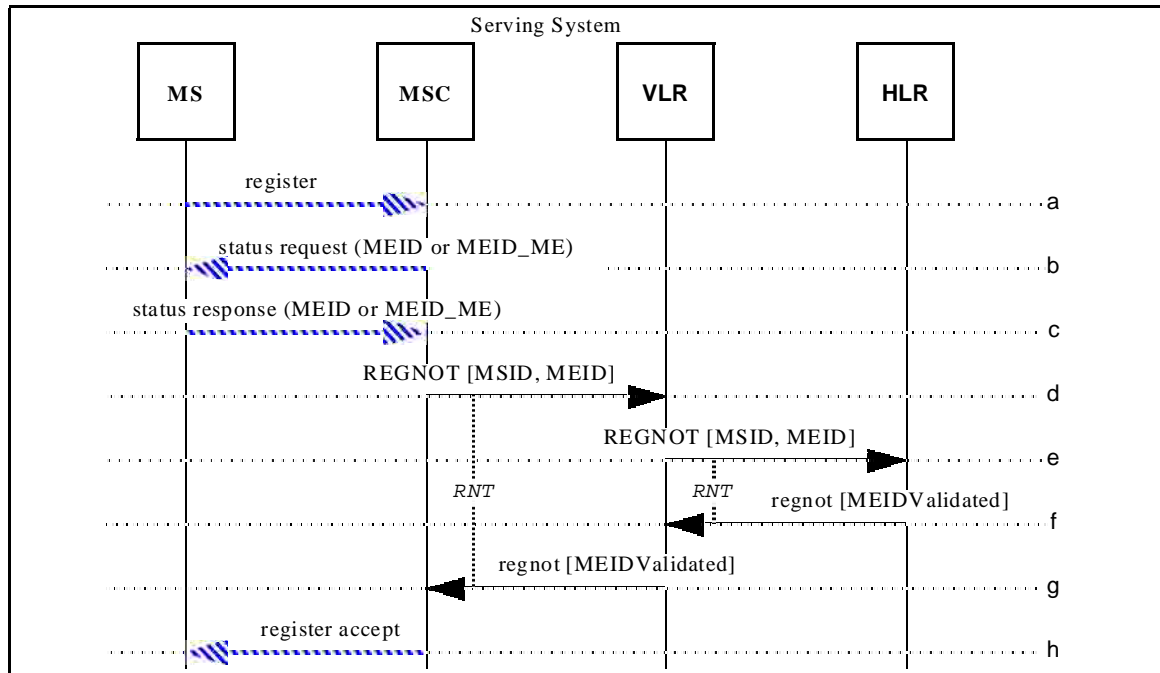 Serving System
MS
MSC
VLR
HLR
register
a
status request (MEID or MEID_ME)
b
status response (MEID or MEID_ME)
c
REGNOT [MSID, MEID]
d
REGNOT [MSID, MEID]
e
RNT
RNT
regnot [MEIDValidated]
f
regnot [MEIDValidated]
g
register accept
h